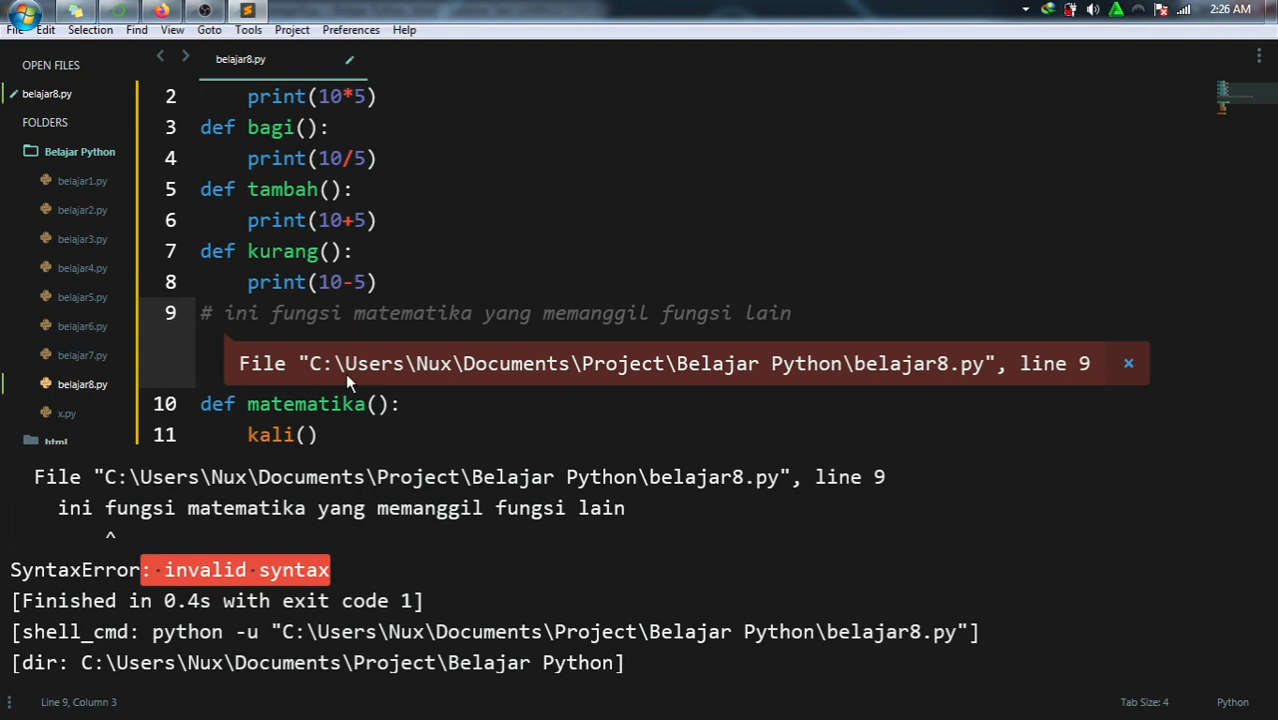 2:26 AM
File Edit Selection Find View Goto Tools Project Preferences Help
OPEN FILES
belajar8.py
FOLDERS
Belajar Python
belajar1.py
belajar2.py
belajar3.py
belajar4.py
belajar5.py
belajar6.py
belajar7.py
belajar8.py
x.py
html
belajar8.py
2 print(10*5)
3 def bagi():
4 print(10/5)
5 def tambah():
6 print(10+5)
7 def kurang():
8 print(10-5)
9 # ini fungsi matematika yang memanggil fungsi lain
File "C:\Users\Nux\Documents\Project\Belajar Python\belajar8.py", line 9 ×
10 def matematika():
11 kali()
File "C:\Users\Nux\Documents\Project\Belajar Python\belajar8.py", line 9
ini fungsi matematika yang memanggil fungsi lain
^
SyntaxError: invalid syntax
[Finished in 0.4s with exit code 1]
[shell_cmd: python -u "C:\Users\Nux\Documents\Project\Belajar Python\belajar8.py"]
[dir: C:\Users\Nux\Documents\Project\Belajar Python]
Line 9, Column 3 Tab Size: 4 Python